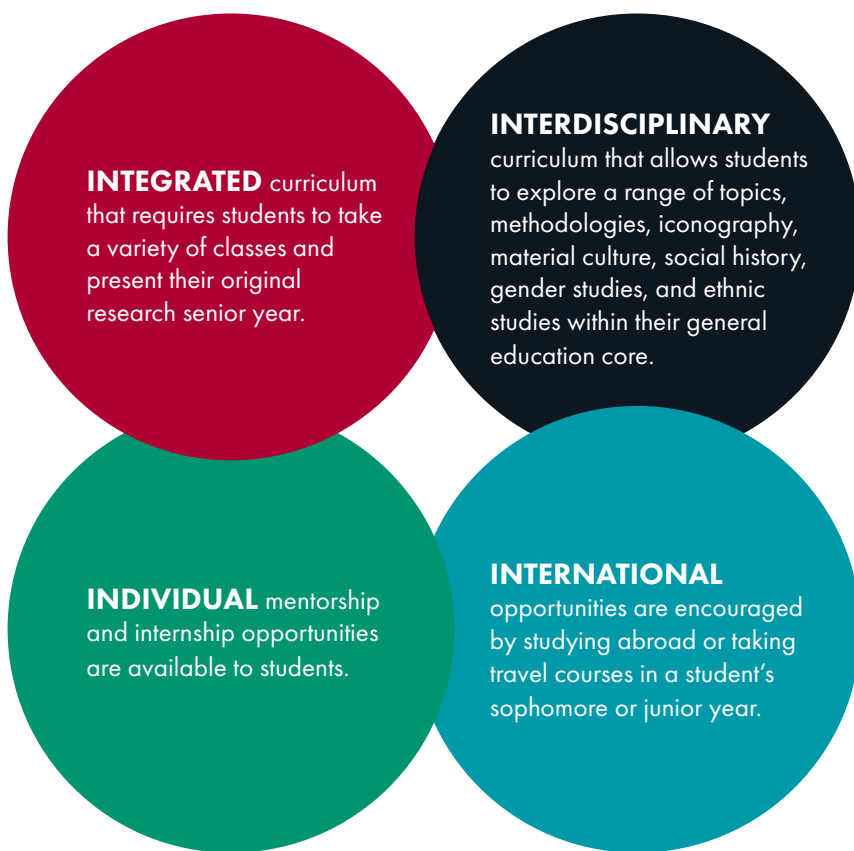 INTEGRATED curriculum
that requires students to take
a variety of classes and
present their original
research senior year.
INTERDISCIPLINARY
curriculum that allows students
to explore a range of topics,
methodologies, iconography,
material culture, social history,
gender studies, and ethnic
studies within their general
education core.
INDIVIDUAL mentorship
and internship opportunities
are available to students.
INTERNATIONAL
opportunities are encouraged
by studying abroad or taking
travel courses in a student’s
sophomore or junior year.